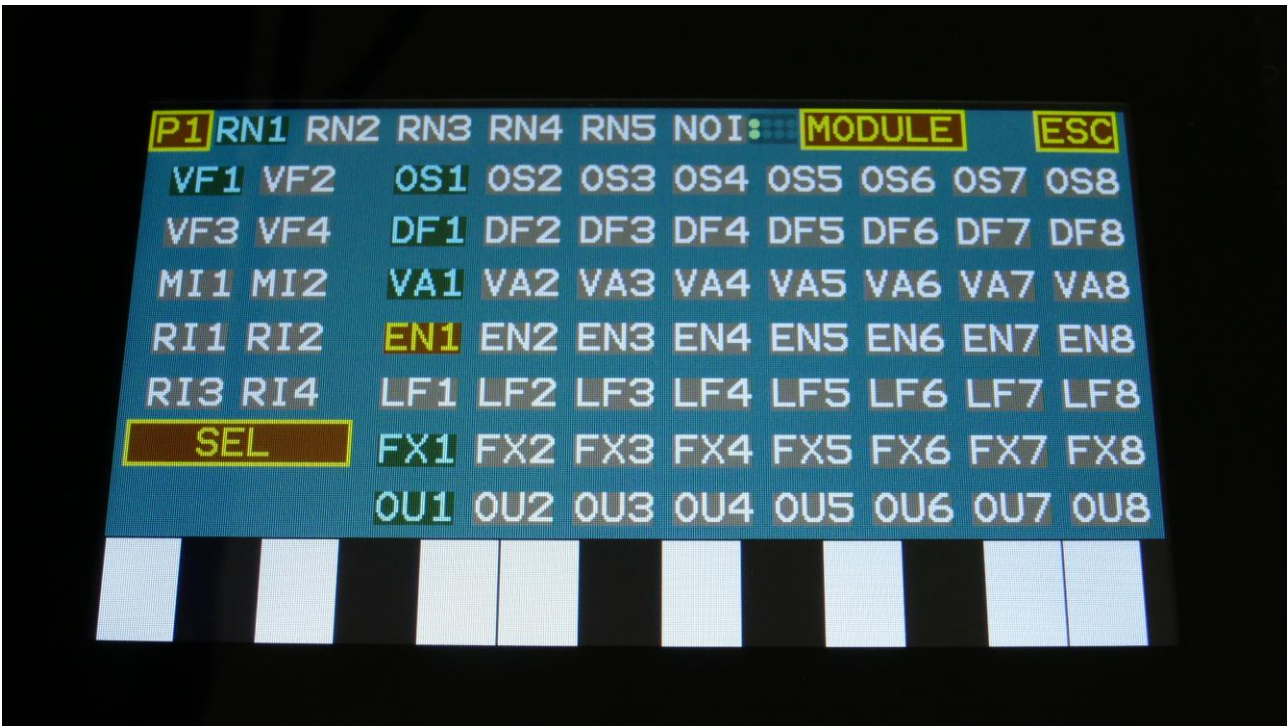 P1 RN1 RN2 RN3 RN4 RN5 NOI MODULE ESC
VF1 VF2 OS1 OS2 OS3 OS4 OS5 OS6 OS7 OS8
VF3 VF4 DF1 DF2 DF3 DF4 DF5 DF6 DF7 DF8
MI1 MI2 VA1 VA2 VA3 VA4 VA5 VA6 VA7 VA8
RI1 RI2 EN1 EN2 EN3 EN4 EN5 EN6 EN7 EN8
RI3 RI4 LF1 LF2 LF3 LF4 LF5 LF6 LF7 LF8
SEL FX1 FX2 FX3 FX4 FX5 FX6 FX7 FX8
OU1 OU2 OU3 OU4 OU5 OU6 OU7 OU8